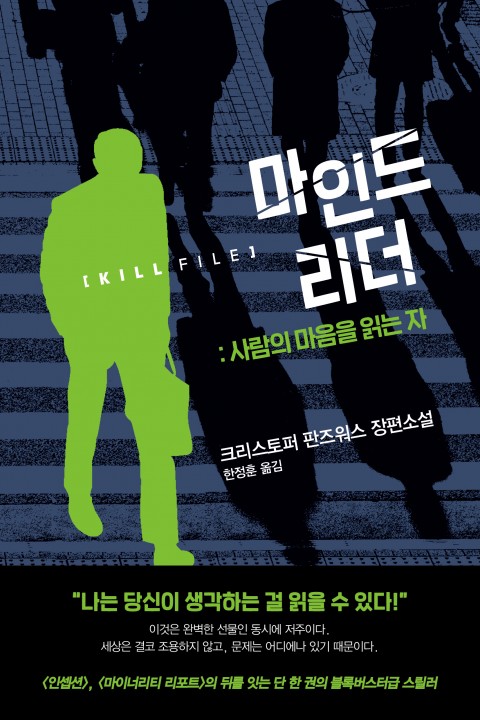 마인드
리더
[KILL FILE]
: 사람의 마음을 읽는 자
크리스토퍼 판즈워스 장편소설
한정훈 옮김
"나는 당신이 생각하는 걸 읽을 수 있다!"
이것은 완벽한 선물인 동시에 저주이다.
세상은 결코 조용하지 않고, 문제는 어디에나 있기 때문이다.
〈인셉션〉, 〈마이너리티 리포트〉의 뒤를 잇는 단 한 권의 블록버스터급 스릴러